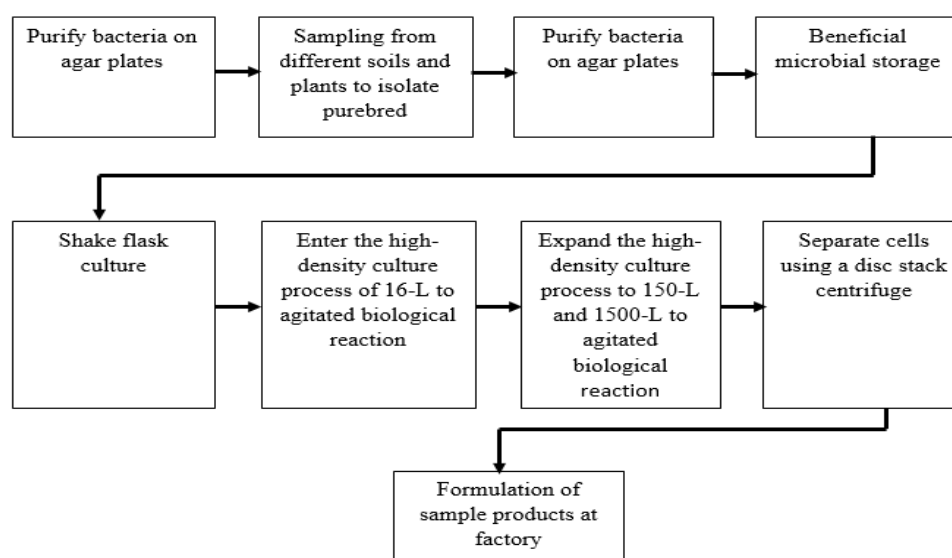 Purify bacteria on
agar plates
Sampling from
different soils and
plants to isolate
purebred
Purify bacteria
on agar plates
Beneficial
microbial storage
Shake flask
culture
Enter the high-
density culture
process of 16-L to
agitated biological
reaction
Expand the high-
density culture
process to 150-L
and 1500-L to
agitated
biological
reaction
Separate cells
using a disc stack
centrifuge
Formulation of
sample products at
factory